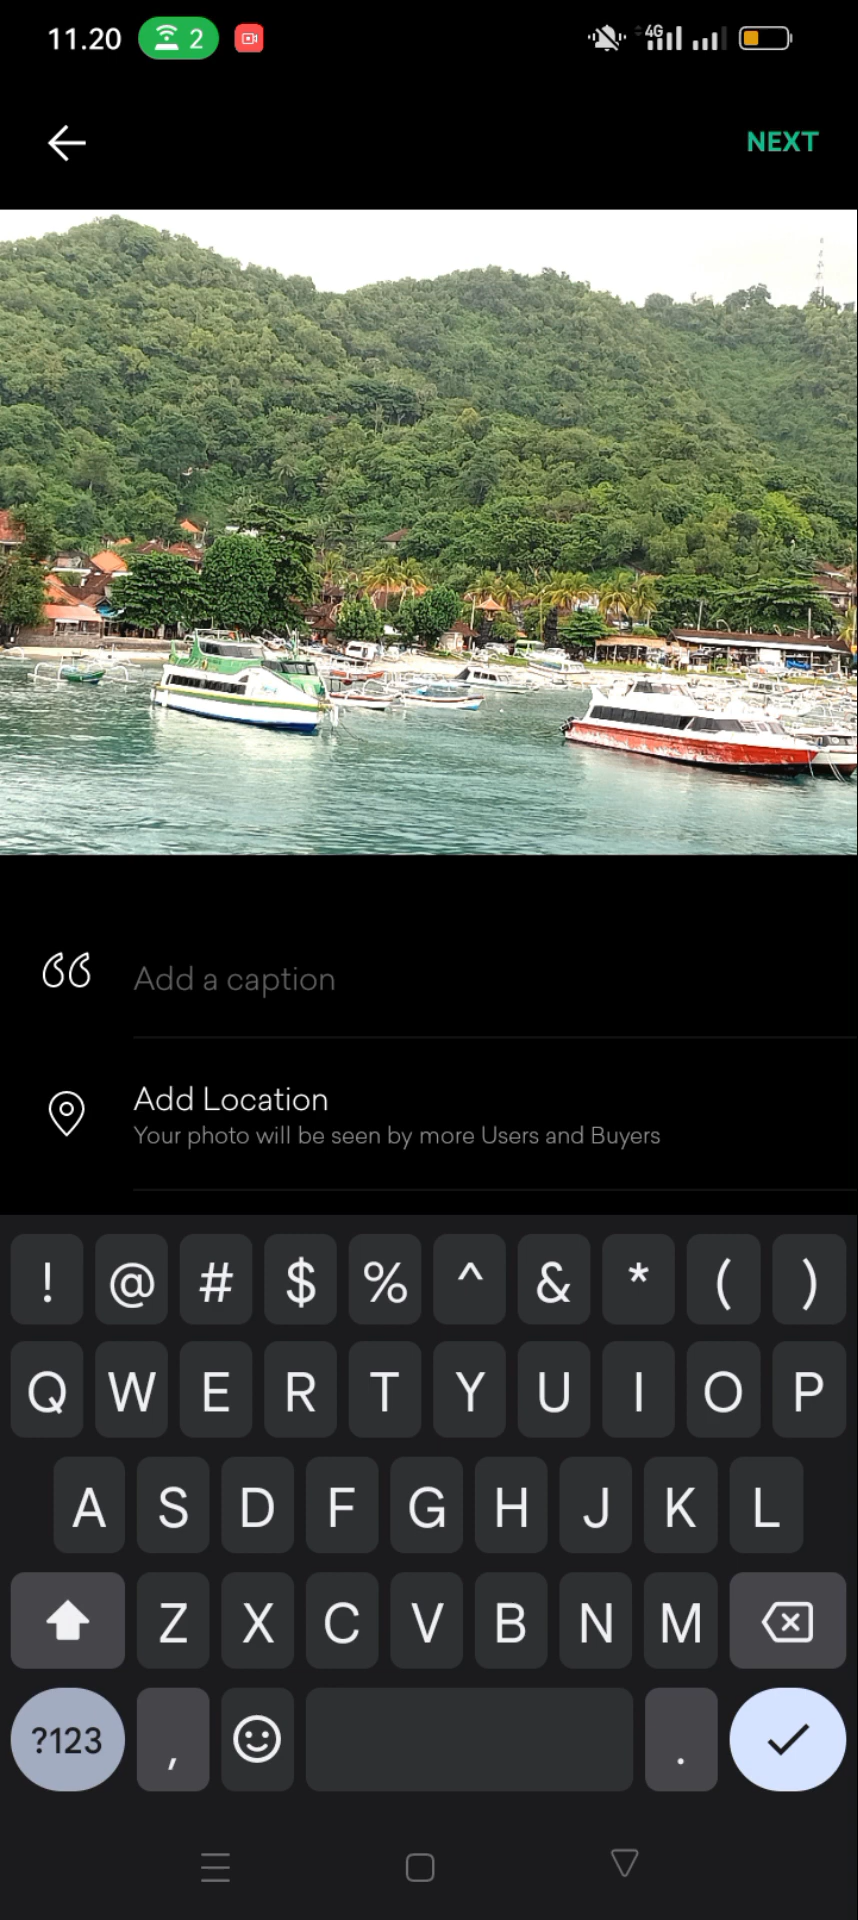 11.20
2
4G
NEXT
Add a caption
Add Location
Your photo will be seen by more Users and Buyers
! @ # $ % ^ & * ( )
Q W E R T Y U I O P
A S D F G H J K L
Z X C V B N M
?123 , .